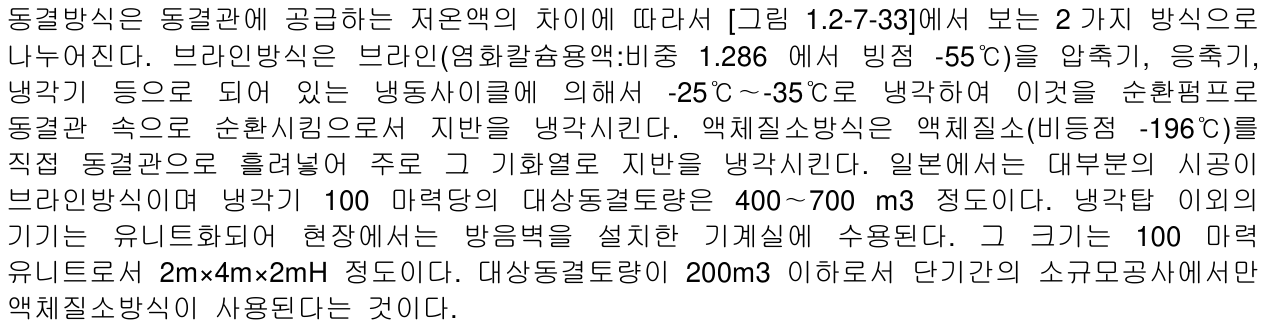 동결방식은 동결관에 공급하는 저온액의 차이에 따라서 [그림 1.2-7-33]에서 보는 2 가지 방식으로
나누어진다. 브라인방식은 브라인(염화칼슘용액:비중 1.286 에서 빙점 -55℃)을 압축기, 응축기,
냉각기 등으로 되어 있는 냉동사이클에 의해서 -25℃～-35℃로 냉각하여 이것을 순환펌프로
동결관 속으로 순환시킴으로서 지반을 냉각시킨다. 액체질소방식은 액체질소(비등점 -196℃)를
직접 동결관으로 흘려넣어 주로 그 기화열로 지반을 냉각시킨다. 일본에서는 대부분의 시공이
브라인방식이며 냉각기 100 마력당의 대상동결토량은 400～700 m3 정도이다. 냉각탑 이외의
기기는 유니트화되어 현장에서는 방음벽을 설치한 기계실에 수용된다. 그 크기는 100 마력
유니트로서 2m×4m×2mH 정도이다. 대상동결토량이 200m3 이하로서 단기간의 소규모공사에서만
액체질소방식이 사용된다는 것이다.